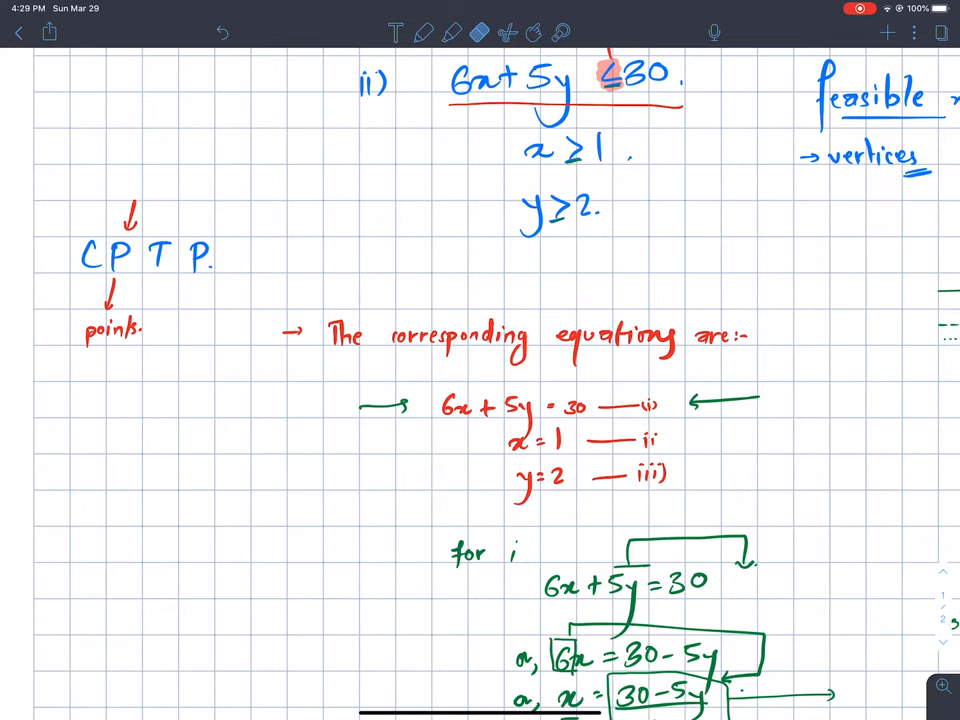 4:29 PM Sun Mar 29
100%
ii) 6x + 5y ≤ 30.
x ≥ 1.
y ≥ 2.
feasible
→ vertices
C P T P.
points.
→ The corresponding equations are:-
6x + 5y = 30 — (i)
x = 1 — ii
y = 2 — iii)
for i
6x + 5y = 30
or, 6x = 30 - 5y
or, x = 30 - 5y
1
/
2